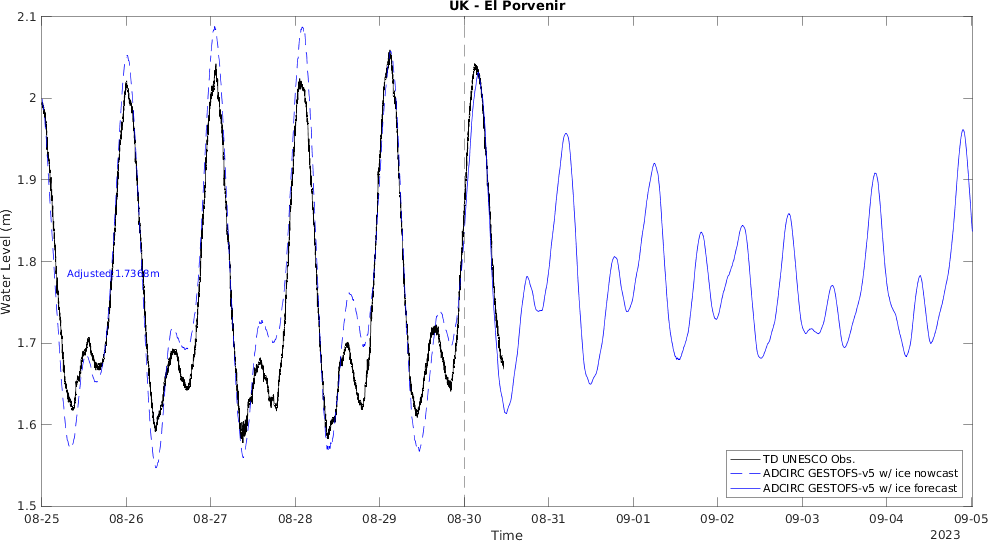 UK - El Porvenir
2.1
2
1.9
1.8
1.7
1.6
1.5
Water Level (m)
Adjusted 1.7368m
TD UNESCO Obs.
ADCIRC GESTOFS-v5 w/ ice nowcast
ADCIRC GESTOFS-v5 w/ ice forecast
08-25 08-26 08-27 08-28 08-29 08-30 08-31 09-01 09-02 09-03 09-04 09-05
Time
2023